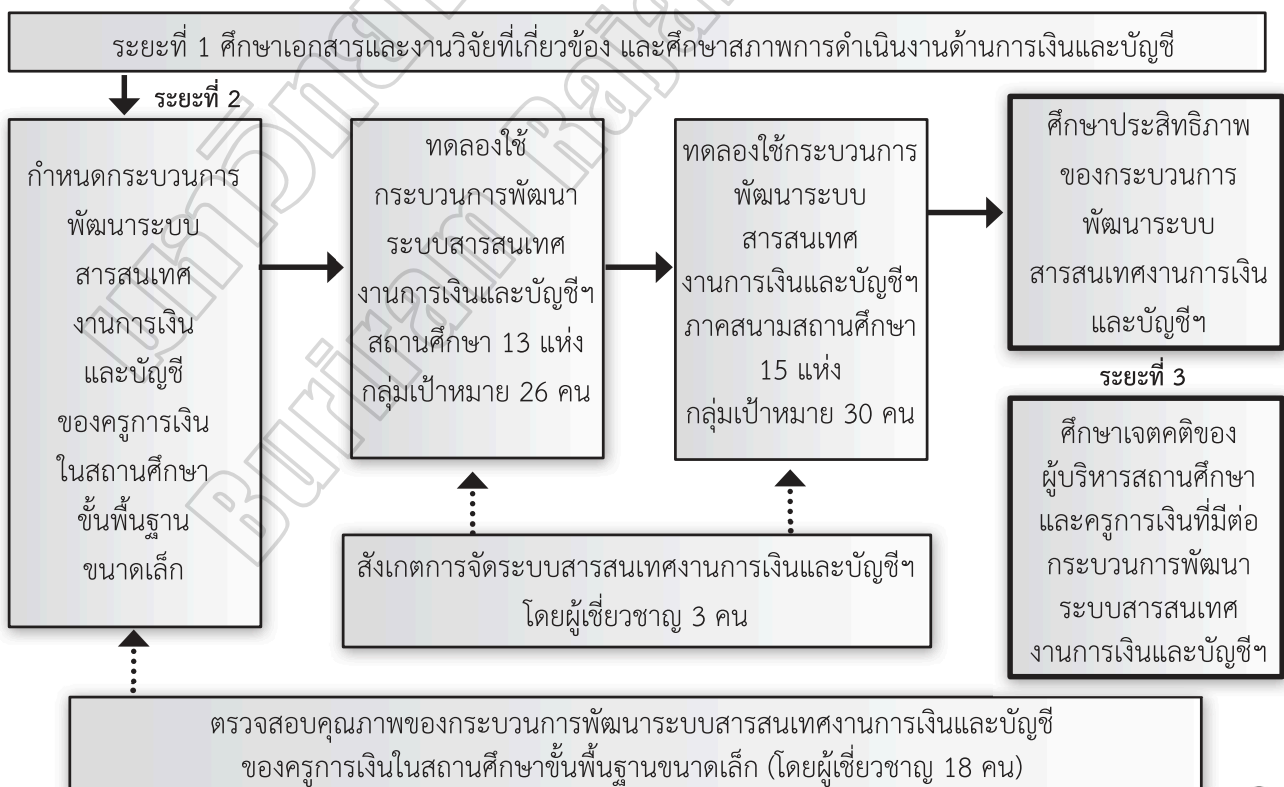 ระยะที่ 1 ศึกษาเอกสารและงานวิจัยที่เกี่ยวข้อง และศึกษาสภาพการดำเนินงานด้านการเงินและบัญชี
ระยะที่ 2
กำหนดกระบวนการ
พัฒนาระบบ
สารสนเทศ
งานการเงิน
และบัญชี
ของครูการเงิน
ในสถานศึกษา
ขั้นพื้นฐาน
ขนาดเล็ก
ทดลองใช้
กระบวนการพัฒนา
ระบบสารสนเทศ
งานการเงินและบัญชีฯ
สถานศึกษา 13 แห่ง
กลุ่มเป้าหมาย 26 คน
ทดลองใช้กระบวนการ
พัฒนาระบบ
สารสนเทศ
งานการเงินและบัญชีฯ
ภาคสนามสถานศึกษา
15 แห่ง
กลุ่มเป้าหมาย 30 คน
ศึกษาประสิทธิภาพ
ของกระบวนการ
พัฒนาระบบ
สารสนเทศงานการเงิน
และบัญชีฯ
ระยะที่ 3
ศึกษาเจตคติของ
ผู้บริหารสถานศึกษา
และครูการเงินที่มีต่อ
กระบวนการพัฒนา
ระบบสารสนเทศ
งานการเงินและบัญชีฯ
สังเกตการจัดระบบสารสนเทศงานการเงินและบัญชีฯ
โดยผู้เชี่ยวชาญ 3 คน
ตรวจสอบคุณภาพของกระบวนการพัฒนาระบบสารสนเทศงานการเงินและบัญชี
ของครูการเงินในสถานศึกษาขั้นพื้นฐานขนาดเล็ก (โดยผู้เชี่ยวชาญ 18 คน)
Buriram Raja